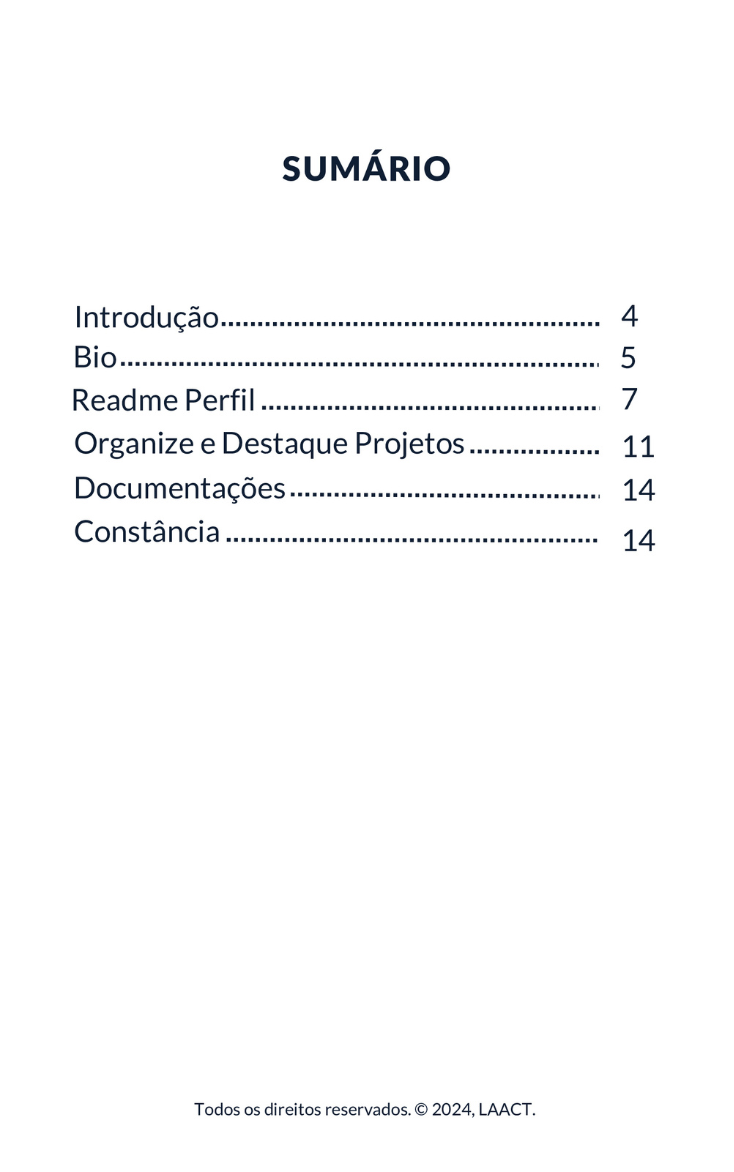 SUMÁRIO
Introdução........................................................ 4
Bio........................................................ 5
Readme Perfil ........................................................ 7
Organize e Destaque Projetos .................... 11
Documentações ........................................ 14
Constância ........................................................ 14
Todos os direitos reservados. © 2024, LAACT.